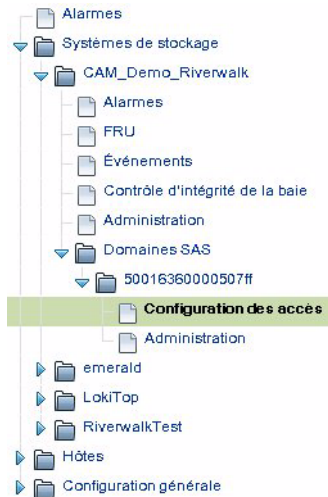 Alarmes
Systèmes de stockage
CAM_Demo_Riverwalk
Alarmes
FRU
Événements
Contrôle d'intégrité de la baie
Administration
Domaines SAS
50016360000507ff
Configuration des accès
Administration
emerald
LokiTop
RiverwalkTest
Hôtes
Configuration générale